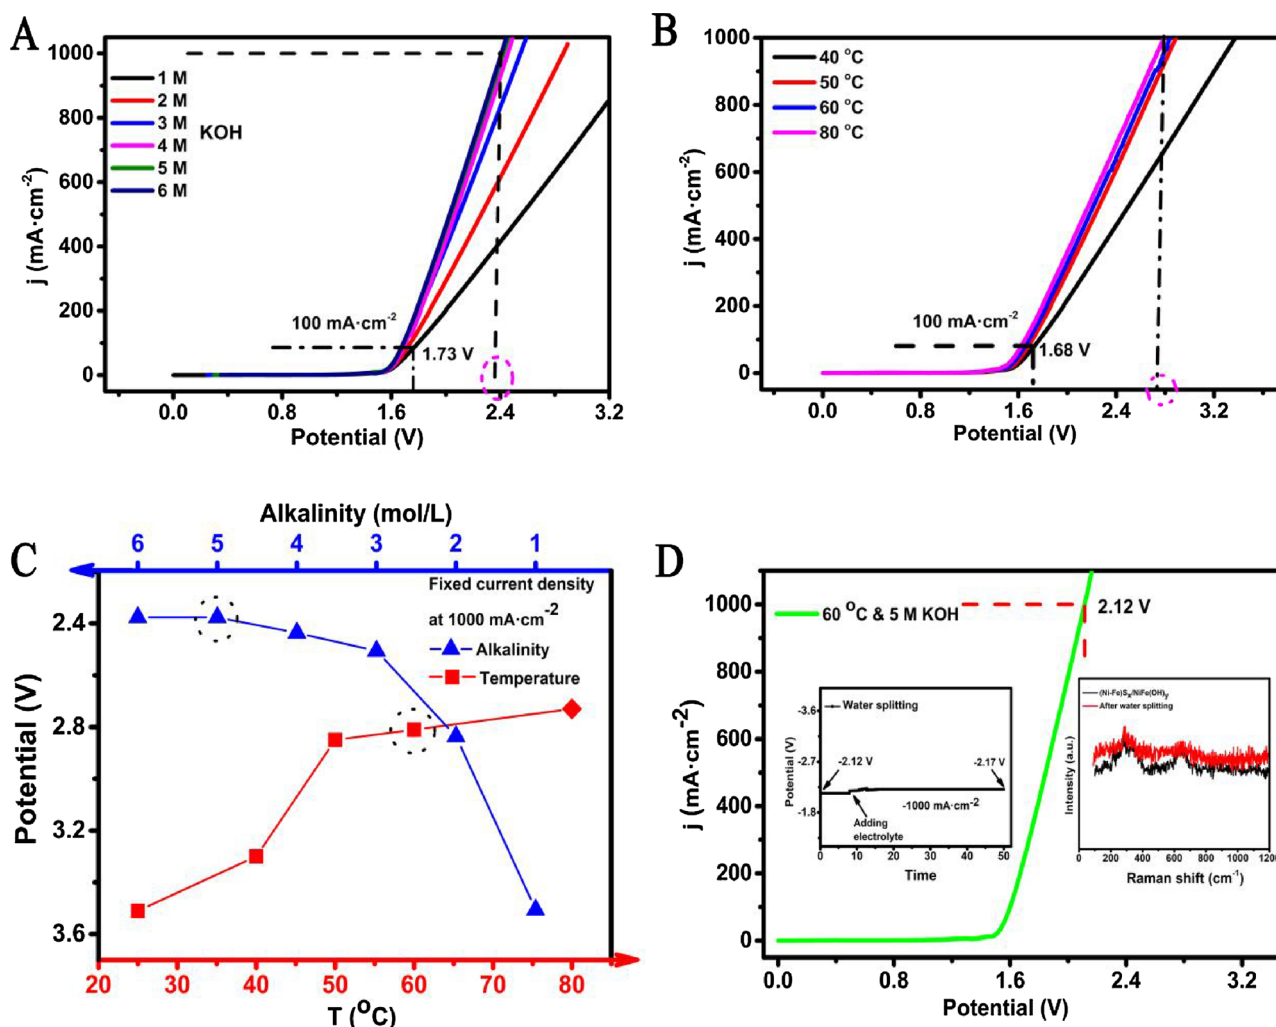 A
1000
800
600
400
200
0
j (mA·cm⁻²)
1 M
2 M
3 M
4 M
5 M
6 M
KOH
100 mA·cm⁻²
1.73 V
0.0 0.8 1.6 2.4 3.2
Potential (V)
B
1000
800
600
400
200
0
j (mA·cm⁻²)
40 °C
50 °C
60 °C
80 °C
100 mA·cm⁻²
1.68 V
0.0 0.8 1.6 2.4 3.2
Potential (V)
C
Alkalinity (mol/L)
6 5 4 3 2 1
Fixed current density
at 1000 mA·cm⁻²
Alkalinity
Temperature
2.4
2.8
3.2
3.6
Potential (V)
20 30 40 50 60 70 80
T (°C)
D
1000
800
600
400
200
0
j (mA·cm⁻²)
60 °C & 5 M KOH
2.12 V
Water splitting
-3.6
-2.7
-1.8
Potential (V)
-2.12 V
-2.17 V
-1000 mA·cm⁻²
Adding
electrolyte
0 10 20 30 40 50
Time
(Ni-Fe)Sₓ/NiFe(OH)ᵧ
After water splitting
Intensity (a.u.)
0 200 400 600 800 1000 1200
Raman shift (cm⁻¹)
0.0 0.8 1.6 2.4 3.2
Potential (V)